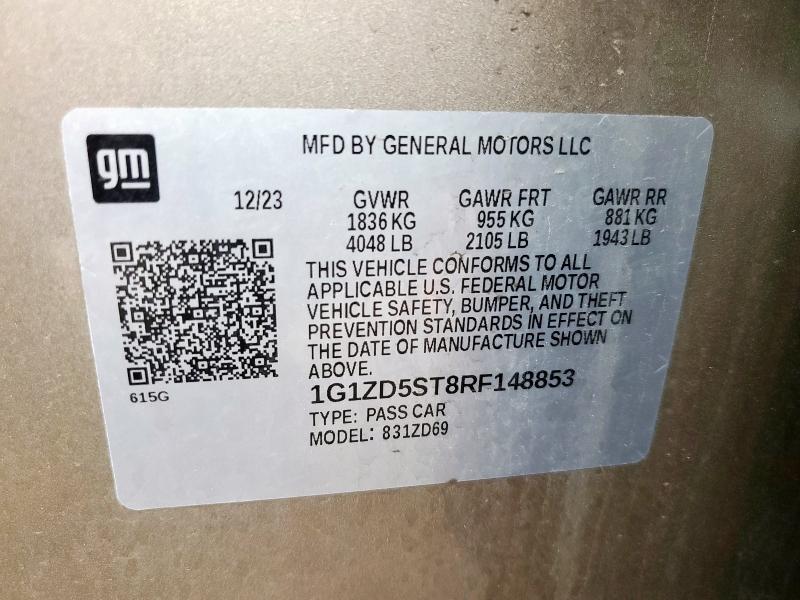 gm
MFD BY GENERAL MOTORS LLC
12/23 GVWR GAWR FRT GAWR RR
1836 KG 955 KG 881 KG
4048 LB 2105 LB 1943 LB
THIS VEHICLE CONFORMS TO ALL
APPLICABLE U.S. FEDERAL MOTOR
VEHICLE SAFETY, BUMPER, AND THEFT
PREVENTION STANDARDS IN EFFECT ON
THE DATE OF MANUFACTURE SHOWN
ABOVE.
615G
1G1ZD5ST8RF148853
TYPE: PASS CAR
MODEL: 831ZD69